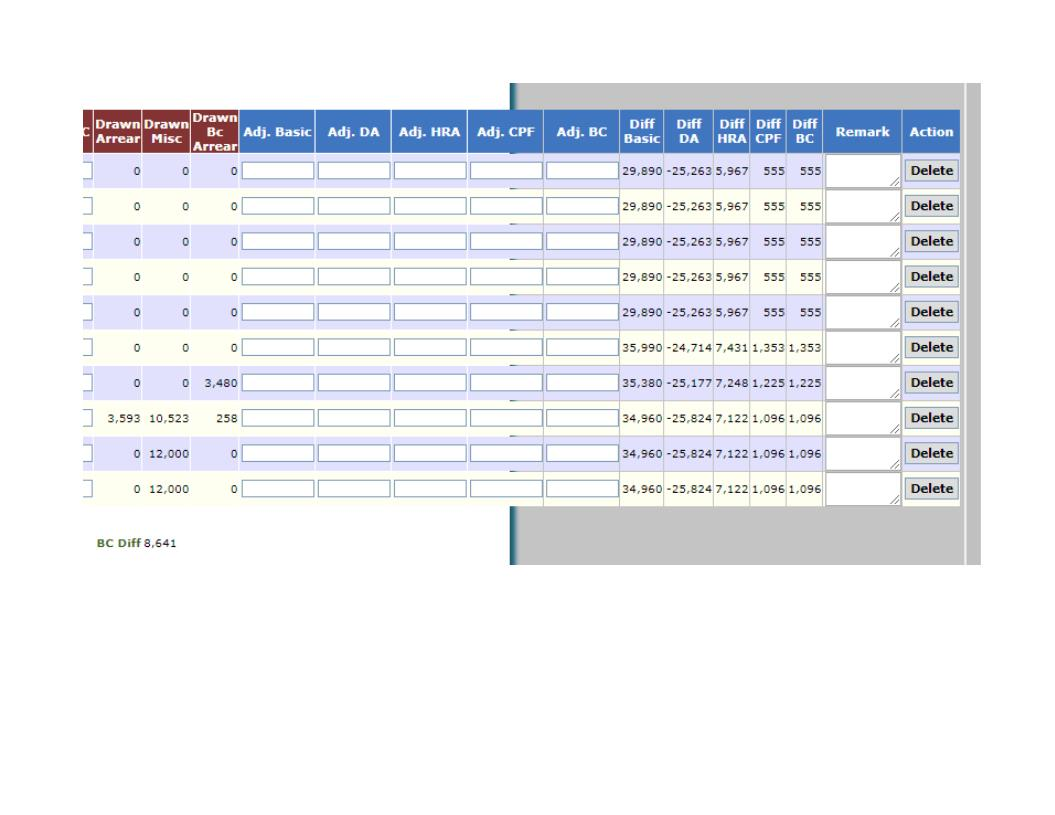 C Drawn Arrear Drawn Misc Drawn Bc Arrear Adj. Basic Adj. DA Adj. HRA Adj. CPF Adj. BC Diff Basic Diff DA Diff HRA Diff CPF Diff BC Remark Action
0 0 0 29,890 -25,263 5,967 555 555 Delete
0 0 0 29,890 -25,263 5,967 555 555 Delete
0 0 0 29,890 -25,263 5,967 555 555 Delete
0 0 0 29,890 -25,263 5,967 555 555 Delete
0 0 0 29,890 -25,263 5,967 555 555 Delete
0 0 0 35,990 -24,714 7,431 1,353 1,353 Delete
0 0 3,480 35,380 -25,177 7,248 1,225 1,225 Delete
3,593 10,523 258 34,960 -25,824 7,122 1,096 1,096 Delete
0 12,000 0 34,960 -25,824 7,122 1,096 1,096 Delete
0 12,000 0 34,960 -25,824 7,122 1,096 1,096 Delete
BC Diff 8,641